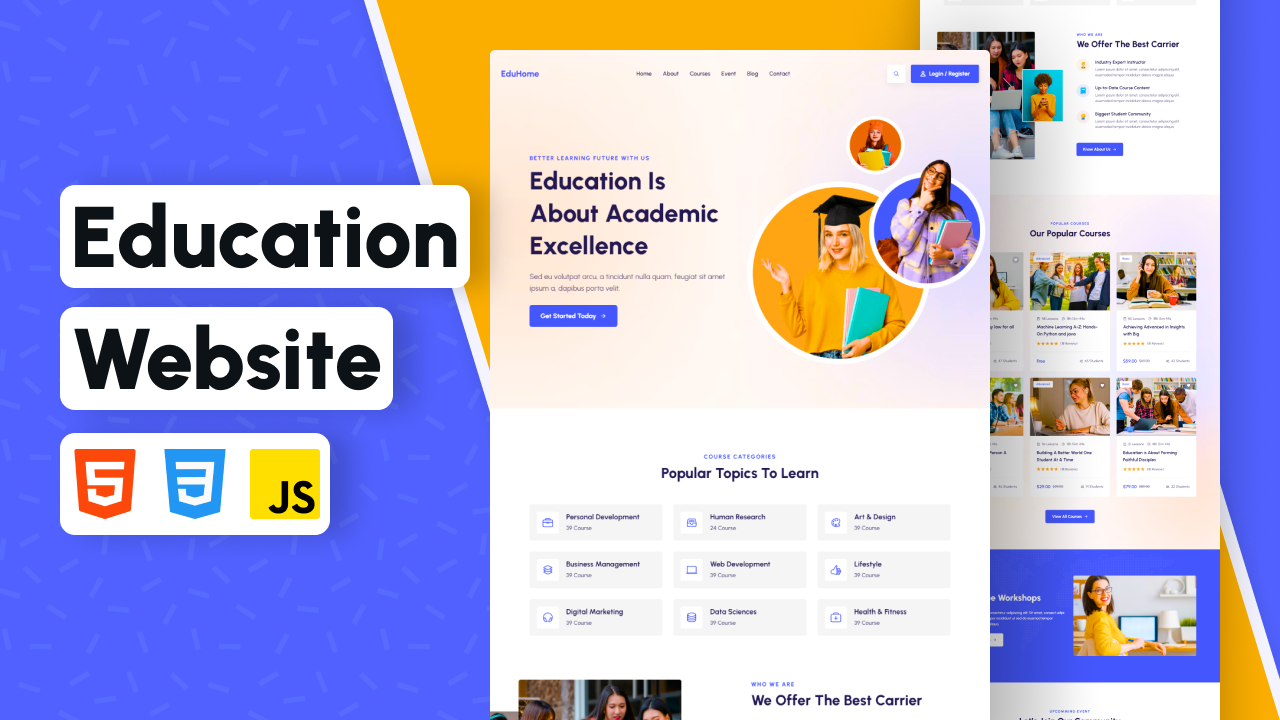 Education
Website
JS
EduHome
Home
About
Courses
Event
Blog
Contact
Login / Register
BETTER LEARNING FUTURE WITH US
Education Is
About Academic
Excellence
Sed eu volutpat arcu, a tincidunt nulla quam, feugiat sit amet
ipsum a, dapibus porta velit.
Get Started Today
COURSE CATEGORIES
Popular Topics To Learn
Personal Development
39 Course
Human Research
24 Course
Art & Design
39 Course
Business Management
39 Course
Web Development
39 Course
Lifestyle
39 Course
Digital Marketing
39 Course
Data Sciences
39 Course
Health & Fitness
39 Course
WHO WE ARE
We Offer The Best Carrier
WHO WE ARE
We Offer The Best Carrier
Industry Expert Instructor
Up-to-Date Course Content
Biggest Student Community
Know About Us
POPULAR COURSES
Our Popular Courses
Machine Learning A-Z: Hands-
On Python and java
Free
Achieving Advanced in Insights
with Big
$59.00
Building A Better World One
Student At A Time
$39.00
Education is About Forming
Faithful Disciples
$79.00
View All Courses
Workshops
UPCOMMING EVENT